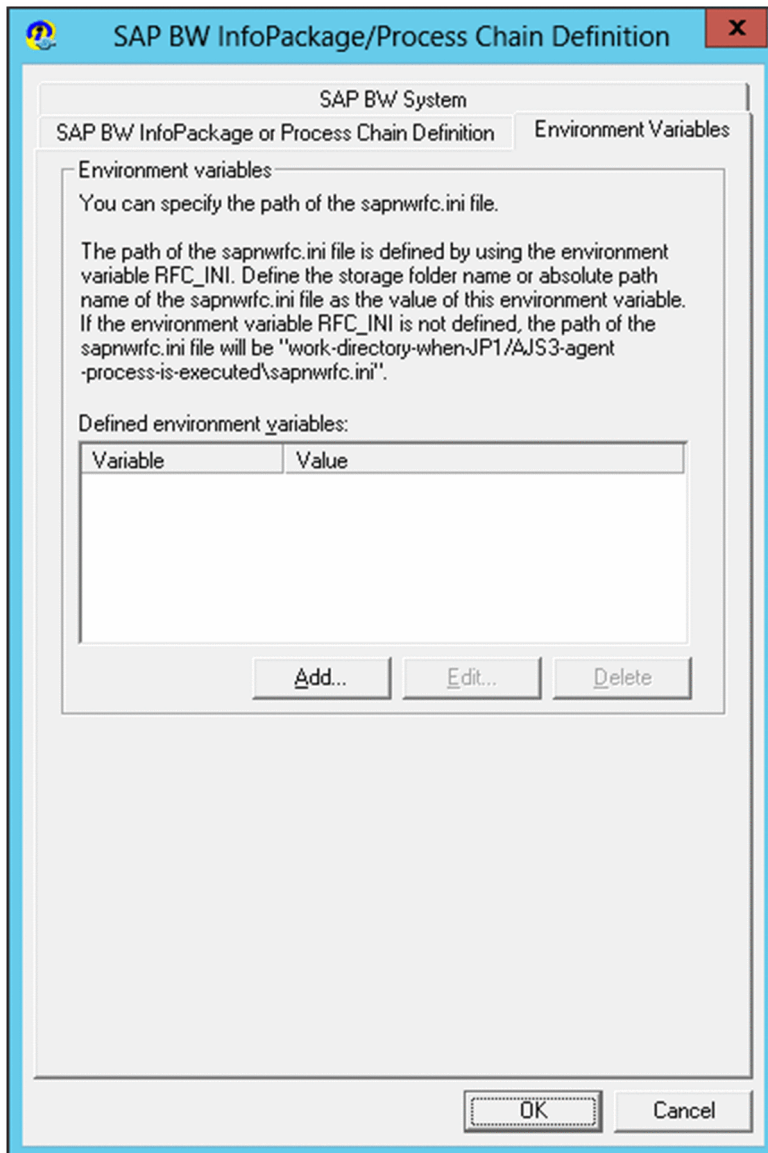 SAP BW InfoPackage/Process Chain Definition
x
SAP BW System
SAP BW InfoPackage or Process Chain Definition
Environment Variables
Environment variables
You can specify the path of the sapnwrfc.ini file.
The path of the sapnwrfc.ini file is defined by using the environment
variable RFC_INI. Define the storage folder name or absolute path
name of the sapnwrfc.ini file as the value of this environment variable.
If the environment variable RFC_INI is not defined, the path of the
sapnwrfc.ini file will be "work-directory-when-JP1/AJS3-agent
-process-is-executed\sapnwrfc.ini".
Defined environment variables:
Variable Value
Add... Edit... Delete
OK Cancel